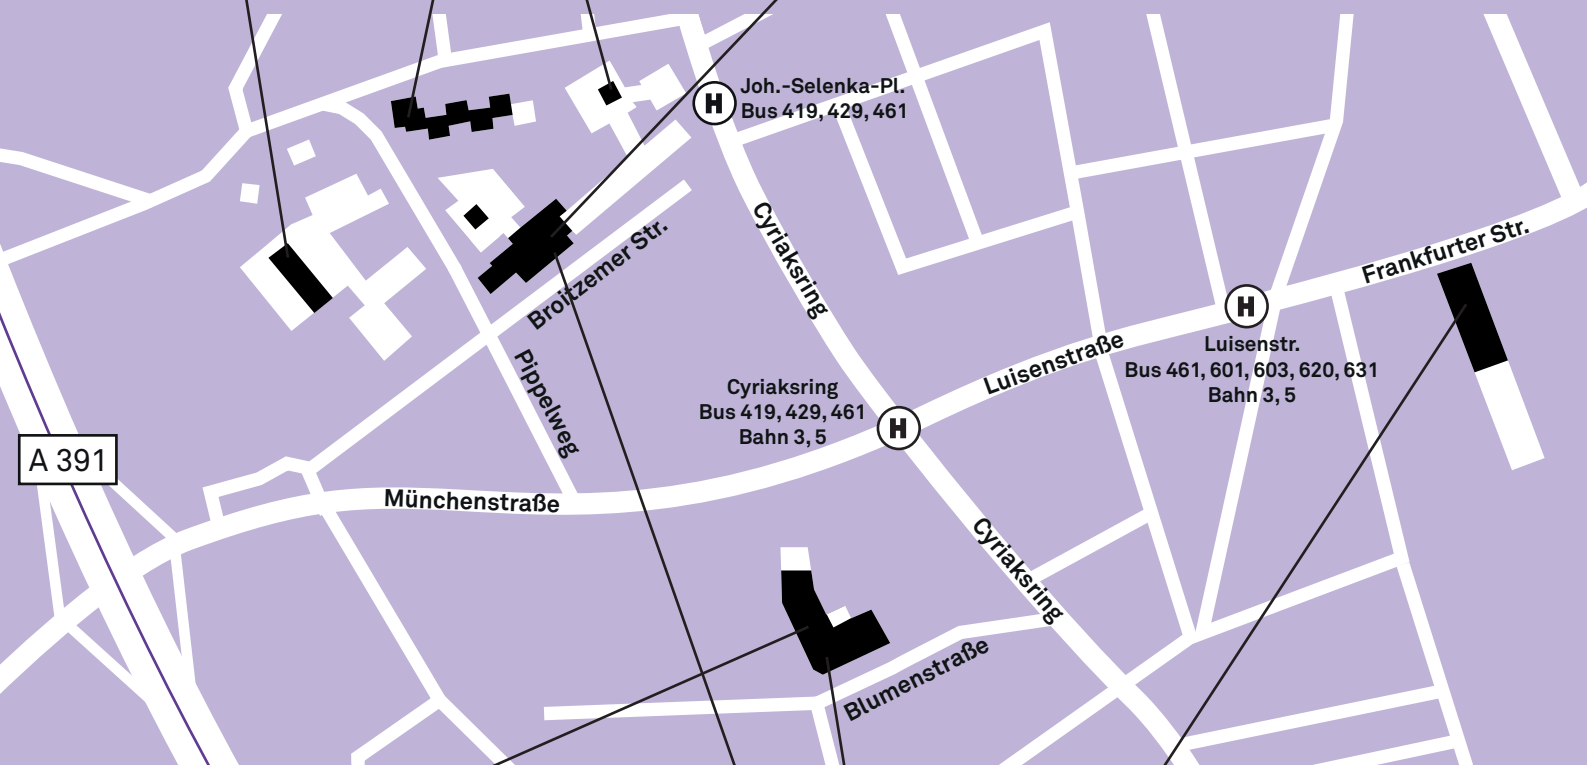 H
Joh.-Selenka-Pl.
Bus 419, 429, 461
Cyriaksring
Broitzemer Str.
Frankfurter Str.
H
Luisenstr.
Bus 461, 601, 603, 620, 631
Bahn 3, 5
Luisenstraße
Pippelweg
Cyriaksring
Bus 419, 429, 461
Bahn 3, 5
H
A 391
Münchenstraße
Cyriaksring
Blumenstraße